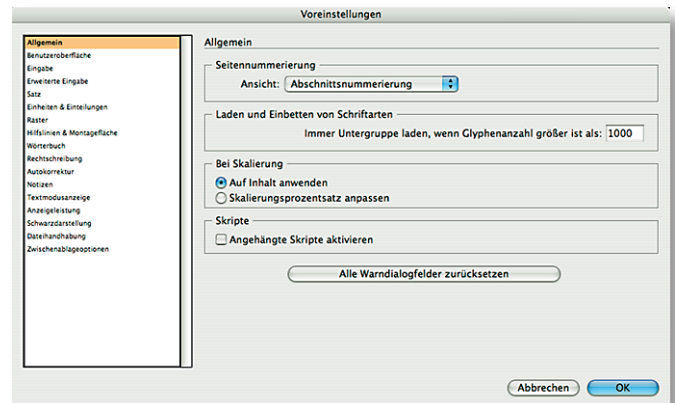 Voreinstellungen
Allgemein
Benutzeroberfläche
Eingabe
Erweiterte Eingabe
Satz
Einheiten & Einteilungen
Raster
Hilfslinien & Montagefläche
Wörterbuch
Rechtschreibung
Autokorrektur
Notizen
Textmodusanzeige
Anzeigeleistung
Schwarzdarstellung
Dateihandhabung
Zwischenablageoptionen
Allgemein
Seitennummerierung
Ansicht: Abschnittsnummerierung
Laden und Einbetten von Schriftarten
Immer Untergruppe laden, wenn Glyphenanzahl größer ist als: 1000
Bei Skalierung
Auf Inhalt anwenden
Skalierungsprozentsatz anpassen
Skripte
Angehängte Skripte aktivieren
Alle Warndialogfelder zurücksetzen
Abbrechen OK